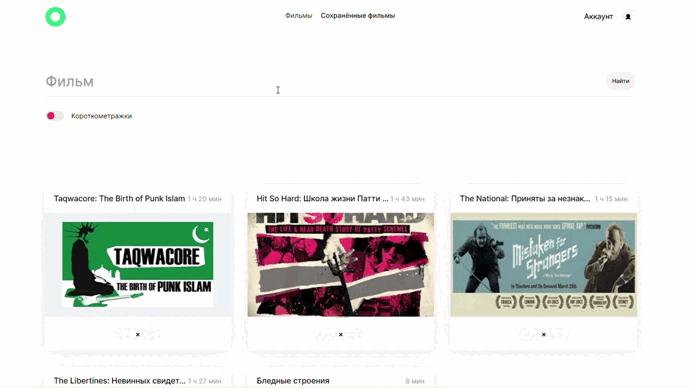 Фильмы Сохранённые фильмы Аккаунт
Фильм Найти
Короткометражки
Taqwacore: The Birth of Punk Islam 1 ч 20 мин
Hit So Hard: Школа жизни Патти ... 1 ч 43 мин
The National: Приняты за незнак... 1 ч 15 мин
TAQWACORE
THE BIRTH OF PUNK ISLAM
HIT SO HARD
THE LIFE & NEAR DEATH STORY OF PATTY SCHEMEL
Mistaken for Strangers
The Libertines: Невинных свидет... 1 ч 27 мин
Бледные строения 8 мин